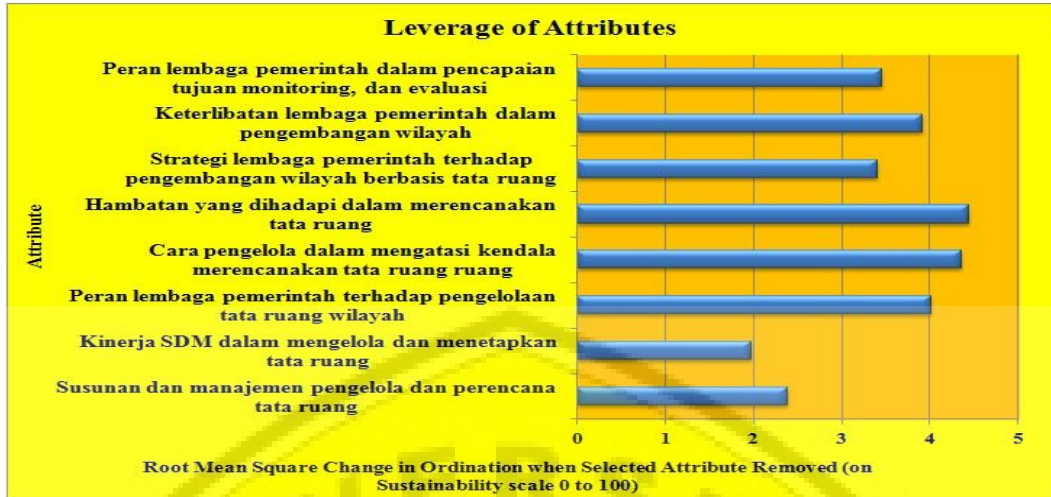 Leverage of Attributes
Peran lembaga pemerintah dalam pencapaian
tujuan monitoring, dan evaluasi
Keterlibatan lembaga pemerintah dalam
pengembangan wilayah
Strategi lembaga pemerintah terhadap
pengembangan wilayah berbasis tata ruang
Hambatan yang dihadapi dalam merencanakan
tata ruang
Cara pengelola dalam mengatasi kendala
merencanakan tata ruang ruang
Peran lembaga pemerintah terhadap pengelolaan
tata ruang wilayah
Kinerja SDM dalam mengelola dan menetapkan
tata ruang
Susunan dan manajemen pengelola dan perencana
tata ruang
Attribute
0 1 2 3 4 5
Root Mean Square Change in Ordination when Selected Attribute Removed (on
Sustainability scale 0 to 100)